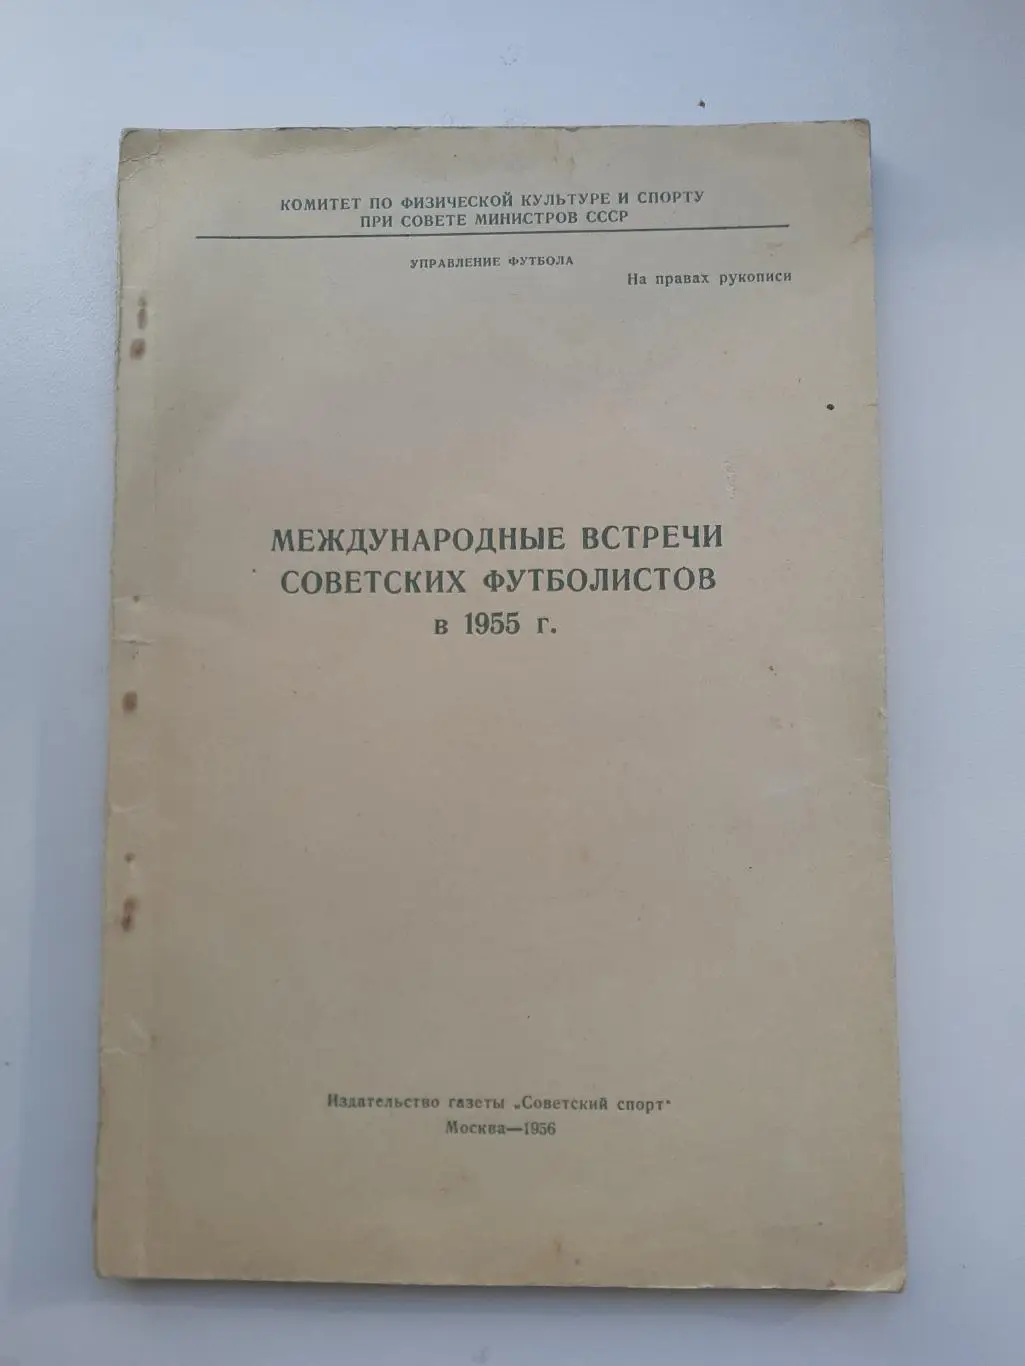 КОМИТЕТ ПО ФИЗИЧЕСКОЙ КУЛЬТУРЕ И СПОРТУ
ПРИ СОВЕТЕ МИНИСТРОВ СССР
УПРАВЛЕНИЕ ФУТБОЛА
На правах рукописи
МЕЖДУНАРОДНЫЕ ВСТРЕЧИ
СОВЕТСКИХ ФУТБОЛИСТОВ
в 1955 г.
Издательство газеты „Советский спорт"
Москва—1956